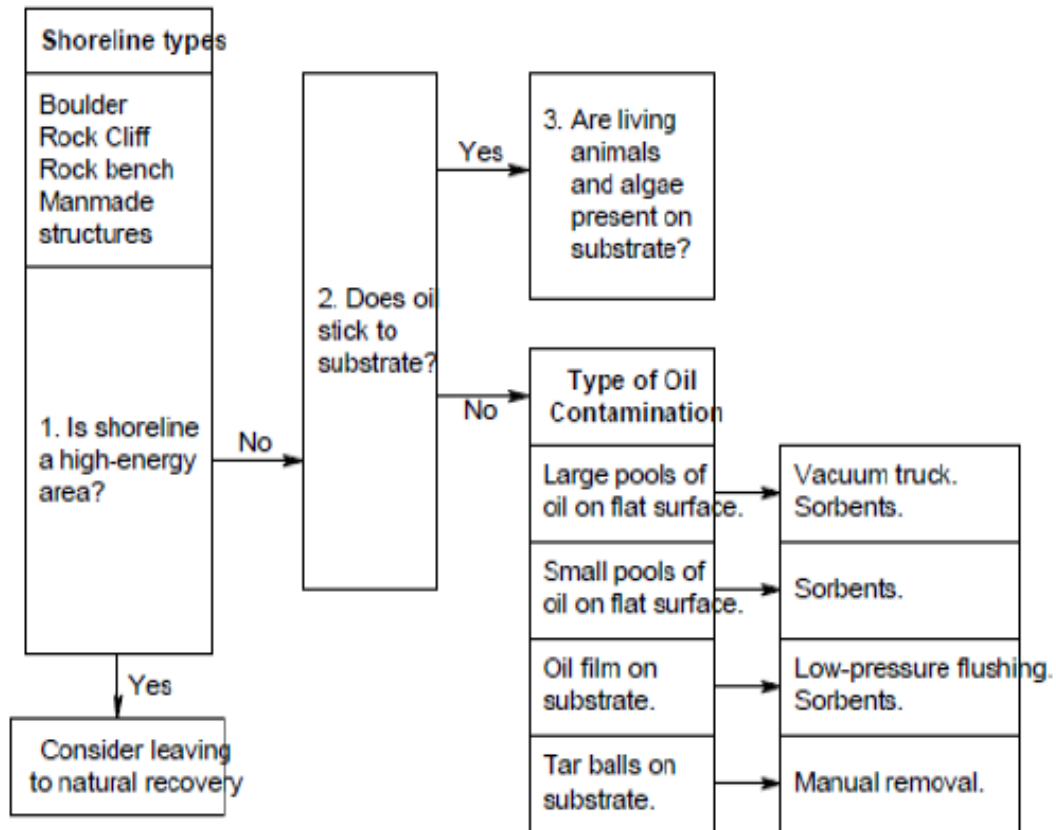 Shoreline types
Boulder
Rock Cliff
Rock bench
Manmade
structures
1. Is shoreline
a high-energy
area?
No
Yes
Consider leaving
to natural recovery
2. Does oil
stick to
substrate?
Yes
No
3. Are living
animals
and algae
present on
substrate?
Type of Oil
Contamination
Large pools of
oil on flat surface.
Vacuum truck.
Sorbents.
Small pools of
oil on flat surface.
Sorbents.
Oil film on
substrate.
Low-pressure flushing.
Sorbents.
Tar balls on
substrate.
Manual removal.